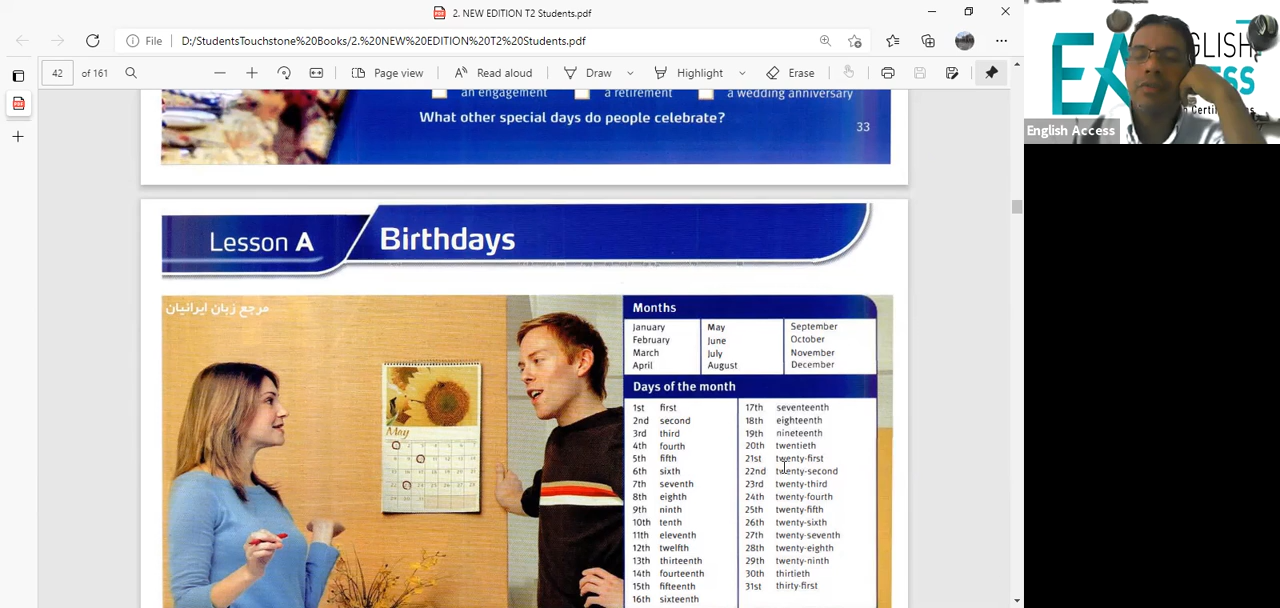 2. NEW EDITION T2 Students.pdf
File D:/StudentsTouchstone%20Books/2.%20NEW%20EDITION%20T2%20Students.pdf
42 of 161
Page view
Read aloud
Draw
Highlight
Erase
an engagement
a retirement
a wedding anniversary
What other special days do people celebrate?
33
Lesson A
Birthdays
مرجع زبان ایرانیان
May
Months
January
February
March
April
May
June
July
August
September
October
November
December
Days of the month
1st first
2nd second
3rd third
4th fourth
5th fifth
6th sixth
7th seventh
8th eighth
9th ninth
10th tenth
11th eleventh
12th twelfth
13th thirteenth
14th fourteenth
15th fifteenth
16th sixteenth
17th seventeenth
18th eighteenth
19th nineteenth
20th twentieth
21st twenty-first
22nd twenty-second
23rd twenty-third
24th twenty-fourth
25th twenty-fifth
26th twenty-sixth
27th twenty-seventh
28th twenty-eighth
29th twenty-ninth
30th thirtieth
31st thirty-first
English Access